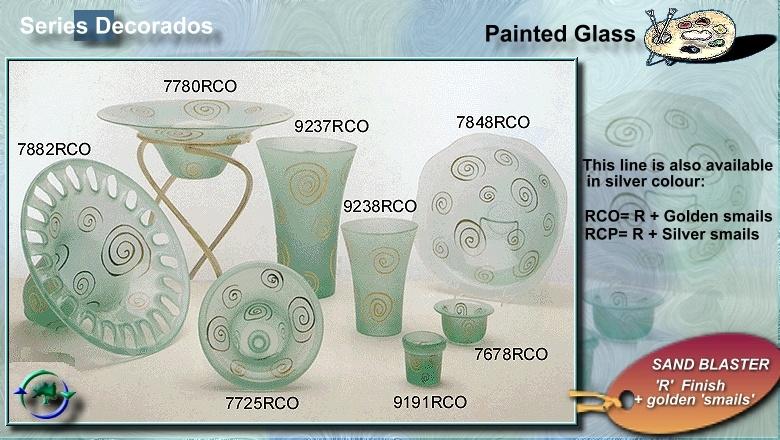 Series Decorados
Painted Glass
7780RCO
9237RCO
7848RCO
7882RCO
9238RCO
7678RCO
7725RCO
9191RCO
This line is also available
in silver colour:
RCO= R + Golden smails
RCP= R + Silver smails
SAND BLASTER
'R' Finish
+ golden 'smails'